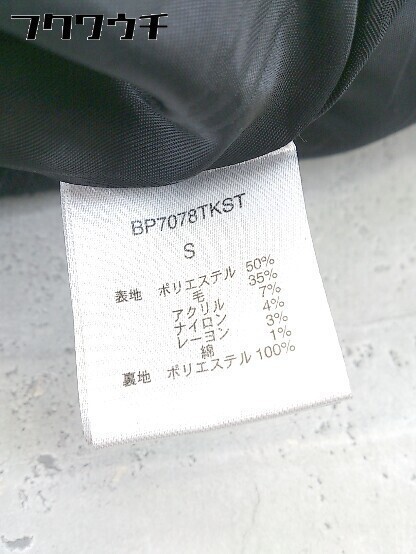 フクワウチ
BP7078TKST
S
表地 ポリエステル 50%
毛 35%
アクリル 7%
ナイロン 4%
レーヨン 3%
綿 1%
裏地 ポリエステル 100%